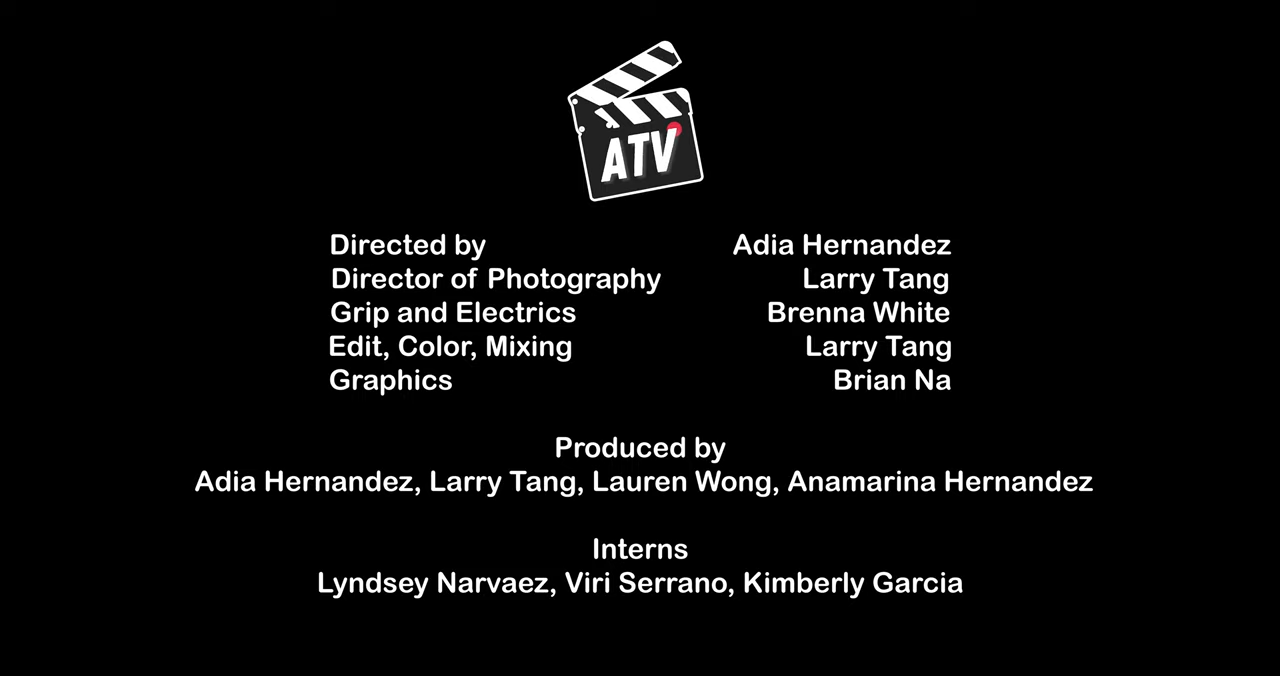 ATV
Directed by Adia Hernandez
Director of Photography Larry Tang
Grip and Electrics Brenna White
Edit, Color, Mixing Larry Tang
Graphics Brian Na
Produced by
Adia Hernandez, Larry Tang, Lauren Wong, Anamarina Hernandez
Interns
Lyndsey Narvaez, Viri Serrano, Kimberly Garcia